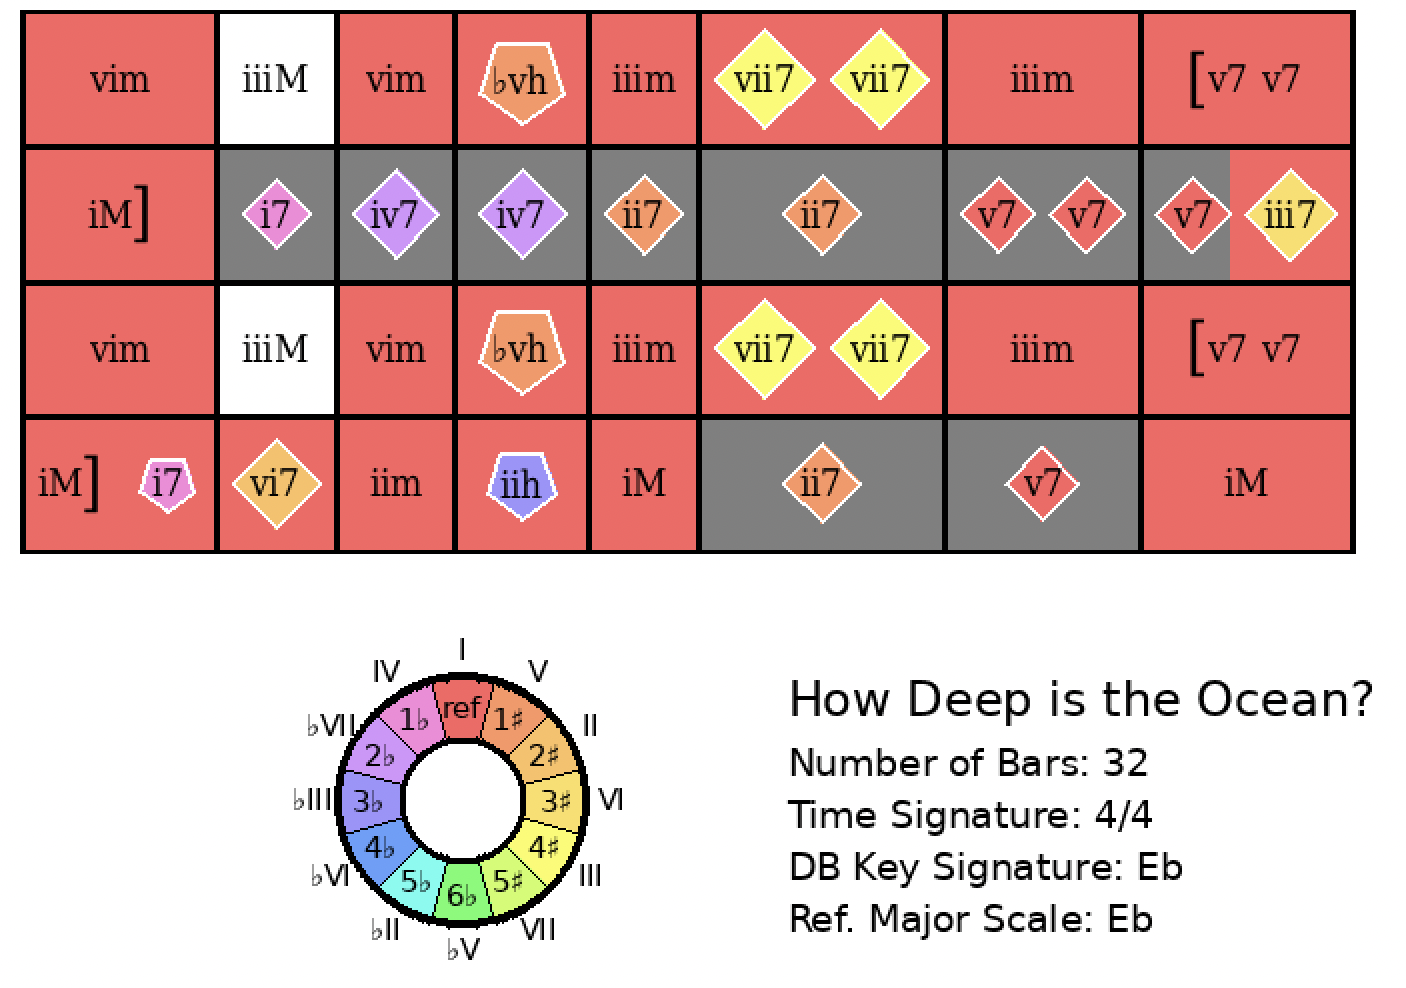 vim iiiM vim ♭vh iiim vii7 vii7 iiim [v7 v7
iM] i7 iv7 iv7 ii7 ii7 v7 v7 v7 iii7
vim iiiM vim ♭vh iiim vii7 vii7 iiim [v7 v7
iM] i7 vi7 iim iih iM ii7 v7 iM
I
IV V
♭VII II
1♭ ref 1♯
2♭ 2♯
♭III 3♭ 3♯ VI
4♭ 4♯
♭VI 5♭ 6♭ 5♯ III
♭II VII
♭V
How Deep is the Ocean?
Number of Bars: 32
Time Signature: 4/4
DB Key Signature: Eb
Ref. Major Scale: Eb